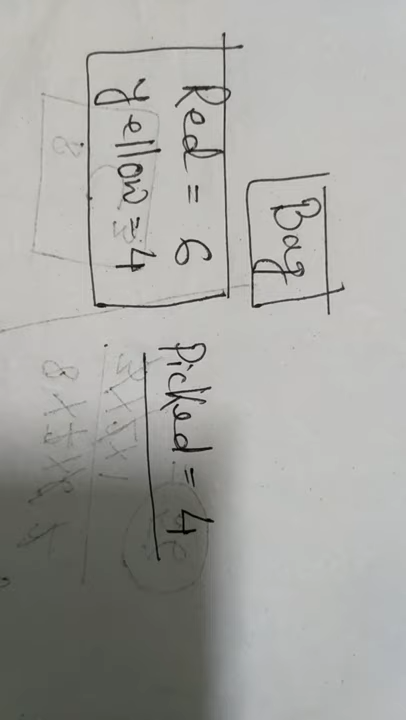 Bag
Red = 6
Yellow = 4
Picked = 4